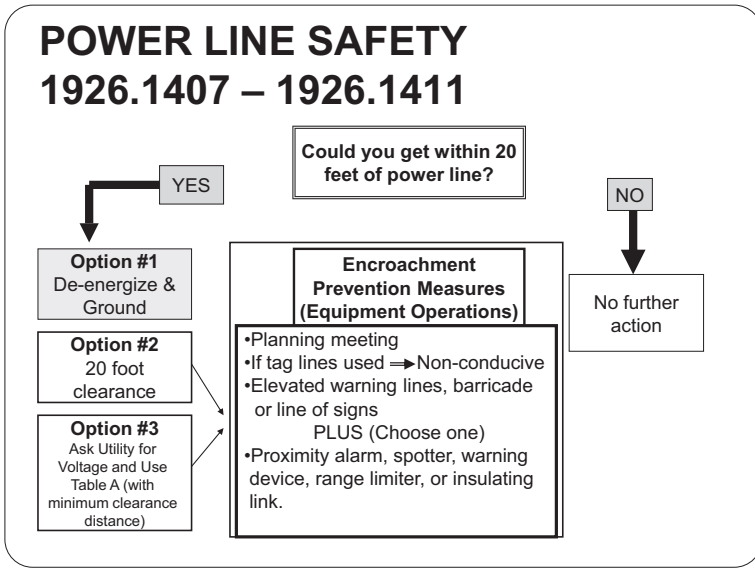 POWER LINE SAFETY
1926.1407 – 1926.1411
Could you get within 20
feet of power line?
YES
NO
Option #1
De-energize &
Ground
Option #2
20 foot
clearance
Option #3
Ask Utility for
Voltage and Use
Table A (with
minimum clearance
distance)
Encroachment
Prevention Measures
(Equipment Operations)
•Planning meeting
•If tag lines used ⇒ Non-conducive
•Elevated warning lines, barricade
or line of signs
PLUS (Choose one)
•Proximity alarm, spotter, warning
device, range limiter, or insulating
link.
No further
action